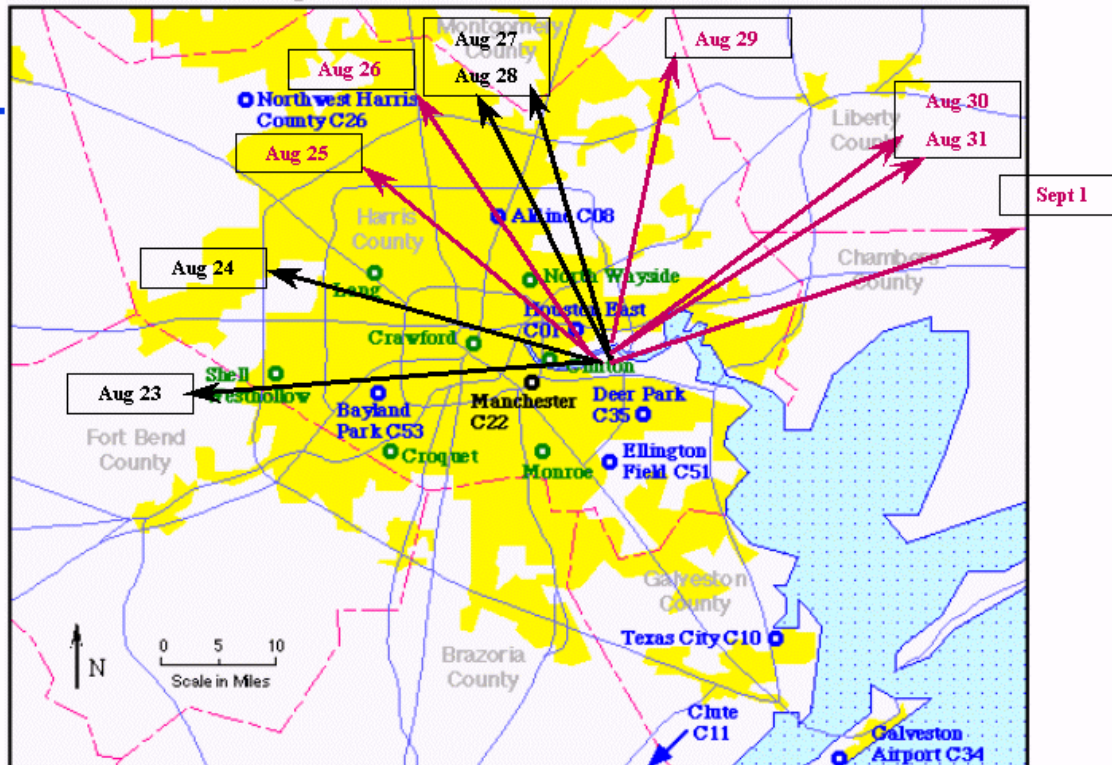 Montgomery
County
Aug 27
Aug 28
Aug 29
Aug 26
Northwest Harris
County C26
Aug 30
Liberty
County
Aug 31
Aug 25
Sept 1
Harris
County
Aldine C08
Aug 24
Lang
North Wayside
Chambers
County
Houston East
C01
Crawford
Clinton
Shell
Westhollow
Aug 23
Bayland
Park C53
Manchester
C22
Deer Park
C35
Fort Bend
County
Croquet
Monroe
Ellington
Field C51
Galveston
County
Texas City C10
N
0 5 10
Scale in Miles
Brazoria
County
Clute
C11
Galveston
Airport C34